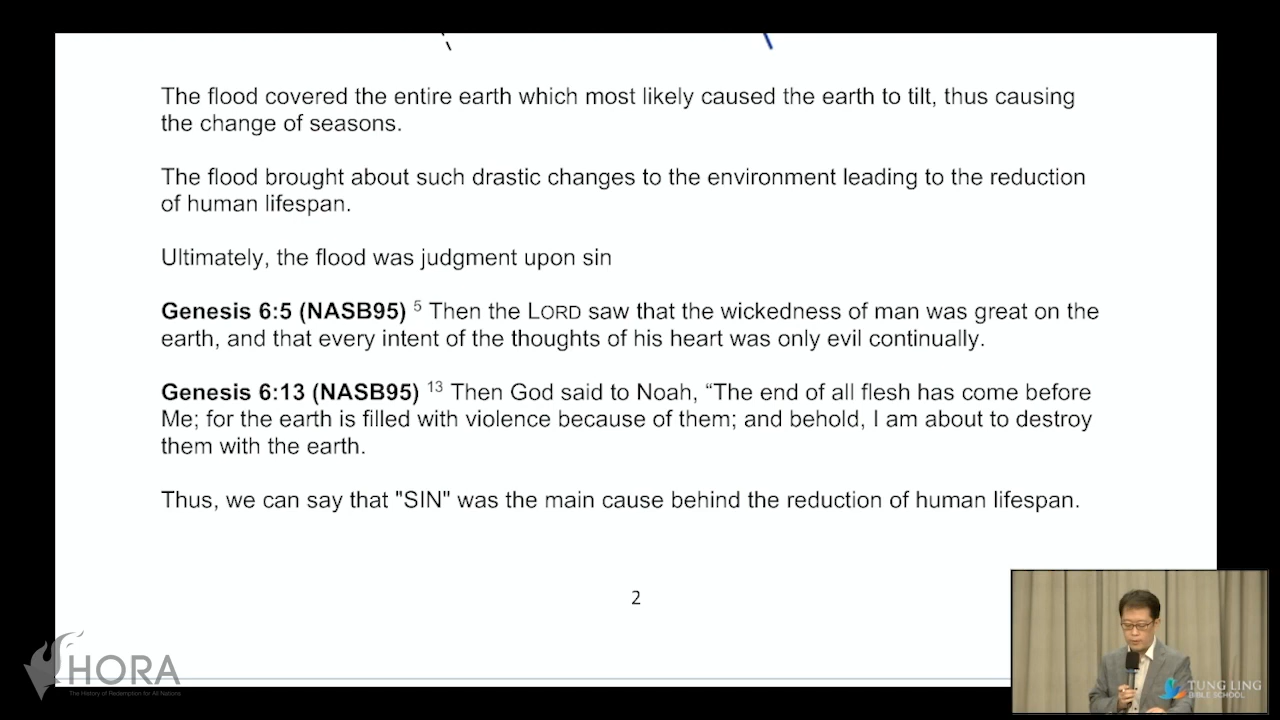 The flood covered the entire earth which most likely caused the earth to tilt, thus causing
the change of seasons.
The flood brought about such drastic changes to the environment leading to the reduction
of human lifespan.
Ultimately, the flood was judgment upon sin
Genesis 6:5 (NASB95) 5 Then the LORD saw that the wickedness of man was great on the
earth, and that every intent of the thoughts of his heart was only evil continually.
Genesis 6:13 (NASB95) 13 Then God said to Noah, “The end of all flesh has come before
Me; for the earth is filled with violence because of them; and behold, I am about to destroy
them with the earth.
Thus, we can say that "SIN" was the main cause behind the reduction of human lifespan.
2
HORA
The History of Redemption for All Nations
TUNG LING
BIBLE SCHOOL